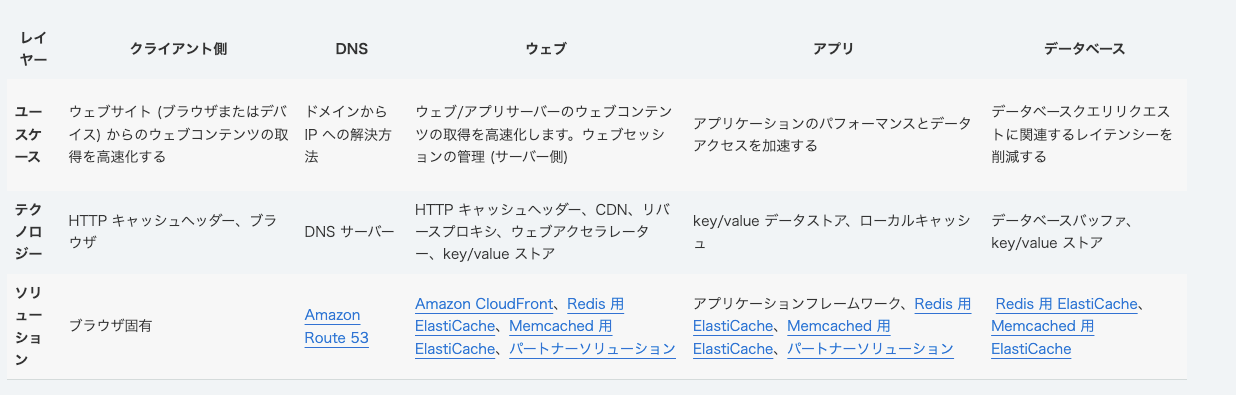 レイ
ヤー
クライアント側
DNS
ウェブ
アプリ
データベース
ユー
スケ
ース
ウェブサイト (ブラウザまたはデバ
イス) からのウェブコンテンツの取
得を高速化する
ドメインから
IP への解決方
法
ウェブ/アプリサーバーのウェブコンテン
ツの取得を高速化します。ウェブセッシ
ョンの管理 (サーバー側)
アプリケーションのパフォーマンスとデータ
アクセスを加速する
データベースクエリリクエス
トに関連するレイテンシーを
削減する
テク
ノロ
ジー
HTTP キャッシュヘッダー、ブラ
ウザ
DNS サーバー
HTTP キャッシュヘッダー、CDN、リバ
ースプロキシ、ウェブアクセラレータ
ー、key/value ストア
key/value データストア、ローカルキャッシ
ュ
データベースバッファ、
key/value ストア
ソリ
ュー
ショ
ン
ブラウザ固有
Amazon
Route 53
Amazon CloudFront、Redis 用
ElastiCache、Memcached 用
ElastiCache、パートナーソリューション
アプリケーションフレームワーク、Redis 用
ElastiCache、Memcached 用
ElastiCache、パートナーソリューション
Redis 用 ElastiCache、
Memcached 用
ElastiCache